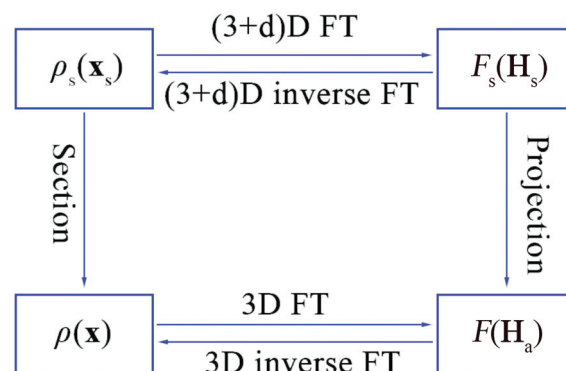 (3+d)D FT
ρs(xs)
Fs(Hs)
(3+d)D inverse FT
Section
Projection
3D FT
ρ(x)
F(Ha)
3D inverse FT